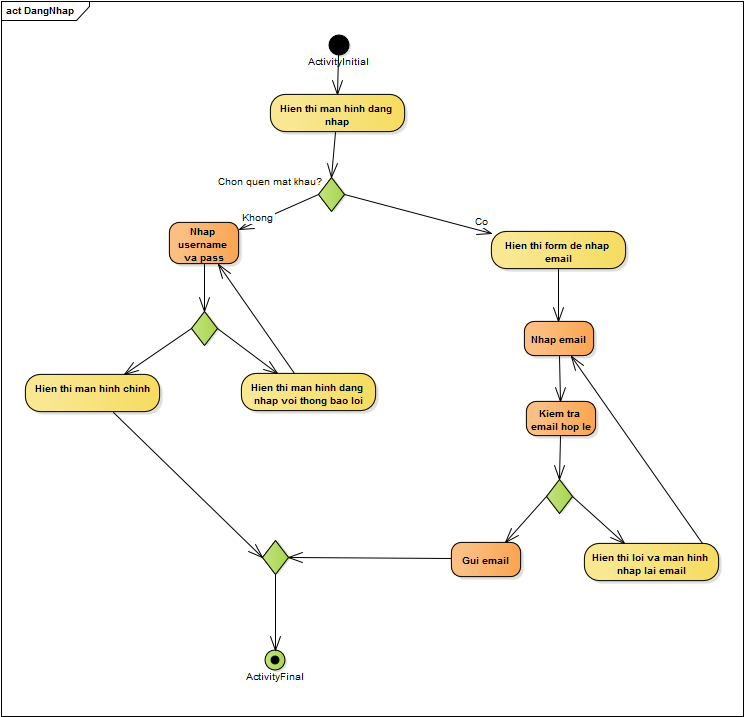 act DangNhap
ActivityInitial
Hien thi man hinh dang
nhap
Chon quen mat khau?
Khong
Co
Nhap
username
va pass
Hien thi form de nhap
email
Nhap email
Hien thi man hinh chinh
Hien thi man hinh dang
nhap voi thong bao loi
Kiem tra
email hop le
Gui email
Hien thi loi va man hinh
nhap lai email
ActivityFinal